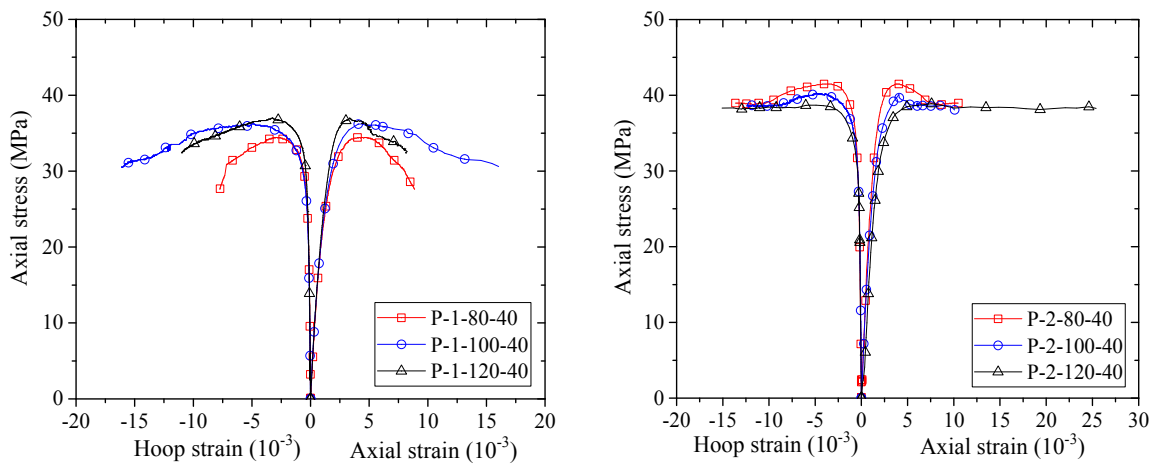 50
40
30
20
10
0
Axial stress (MPa)
P-1-80-40
P-1-100-40
P-1-120-40
-20 -15 -10 -5 0 5 10 15 20
Hoop strain (10-3) Axial strain (10-3)
50
40
30
20
10
0
Axial stress (MPa)
P-2-80-40
P-2-100-40
P-2-120-40
-20 -15 -10 -5 0 5 10 15 20 25 30
Hoop strain (10-3) Axial strain (10-3)